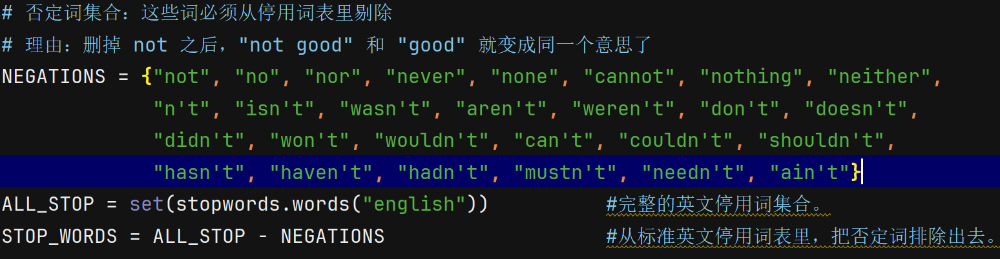 # 否定词集合：这些词必须从停用词表里剔除
# 理由：删掉 not 之后，"not good" 和 "good" 就变成同一个意思了
NEGATIONS = {"not", "no", "nor", "never", "none", "cannot", "nothing", "neither",
"n't", "isn't", "wasn't", "aren't", "weren't", "don't", "doesn't",
"didn't", "won't", "wouldn't", "can't", "couldn't", "shouldn't",
"hasn't", "haven't", "hadn't", "mustn't", "needn't", "ain't"}
ALL_STOP = set(stopwords.words("english")) #完整的英文停用词集合。
STOP_WORDS = ALL_STOP - NEGATIONS #从标准英文停用词表里，把否定词排除出去。